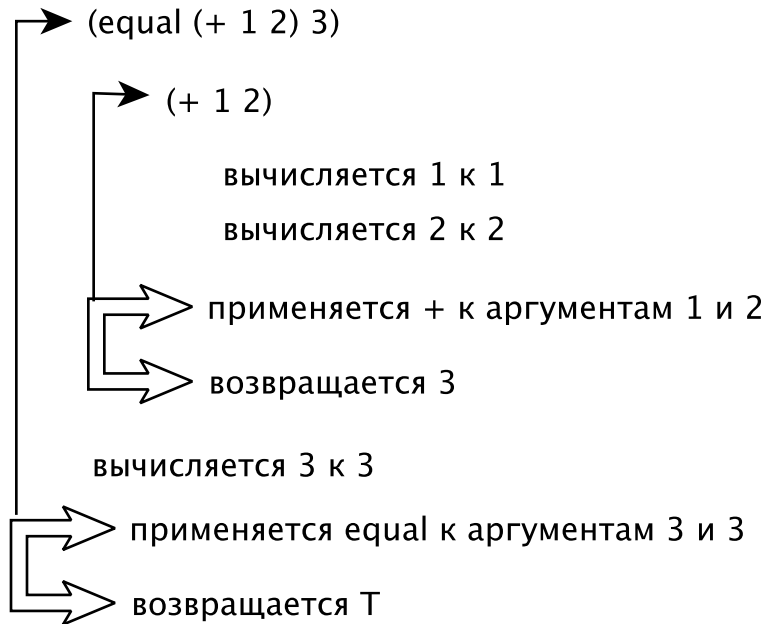 (equal (+ 1 2) 3)
(+ 1 2)
вычисляется 1 к 1
вычисляется 2 к 2
применяется + к аргументам 1 и 2
возвращается 3
вычисляется 3 к 3
применяется equal к аргументам 3 и 3
возвращается T